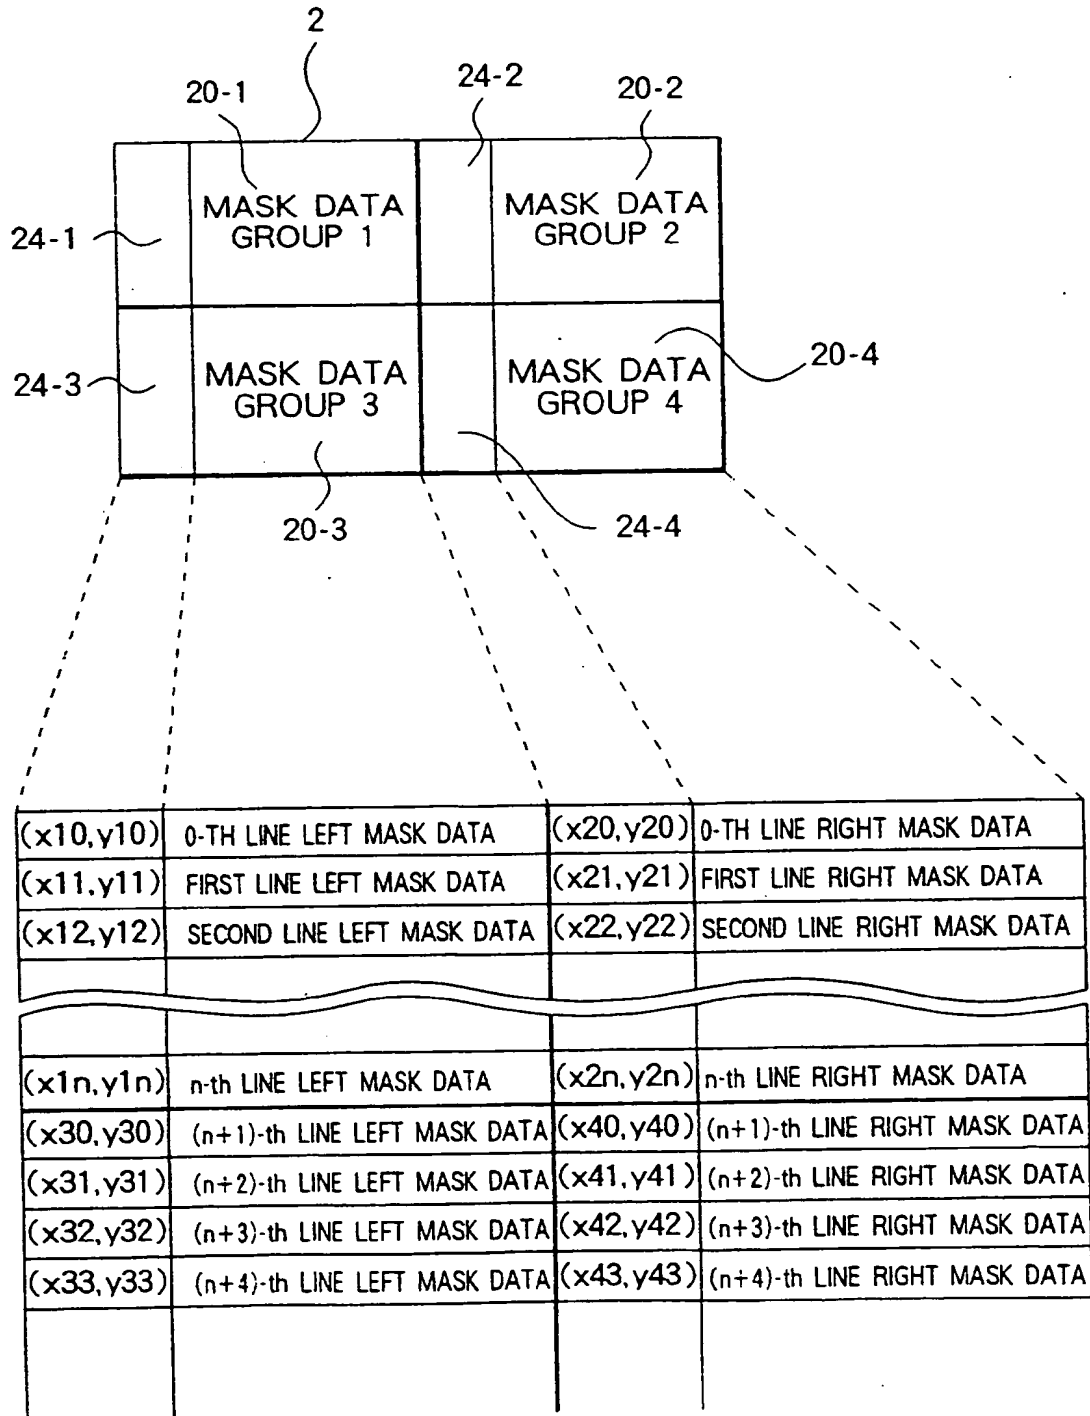 2
20-1
24-2
20-2
MASK DATA
GROUP 1
MASK DATA
GROUP 2
24-1
24-3
MASK DATA
GROUP 3
MASK DATA
GROUP 4
20-4
20-3
24-4
(x10,y10) 0-TH LINE LEFT MASK DATA (x20,y20) 0-TH LINE RIGHT MASK DATA
(x11,y11) FIRST LINE LEFT MASK DATA (x21,y21) FIRST LINE RIGHT MASK DATA
(x12,y12) SECOND LINE LEFT MASK DATA (x22,y22) SECOND LINE RIGHT MASK DATA
(x1n,y1n) n-th LINE LEFT MASK DATA (x2n,y2n) n-th LINE RIGHT MASK DATA
(x30,y30) (n+1)-th LINE LEFT MASK DATA (x40,y40) (n+1)-th LINE RIGHT MASK DATA
(x31,y31) (n+2)-th LINE LEFT MASK DATA (x41,y41) (n+2)-th LINE RIGHT MASK DATA
(x32,y32) (n+3)-th LINE LEFT MASK DATA (x42,y42) (n+3)-th LINE RIGHT MASK DATA
(x33,y33) (n+4)-th LINE LEFT MASK DATA (x43,y43) (n+4)-th LINE RIGHT MASK DATA